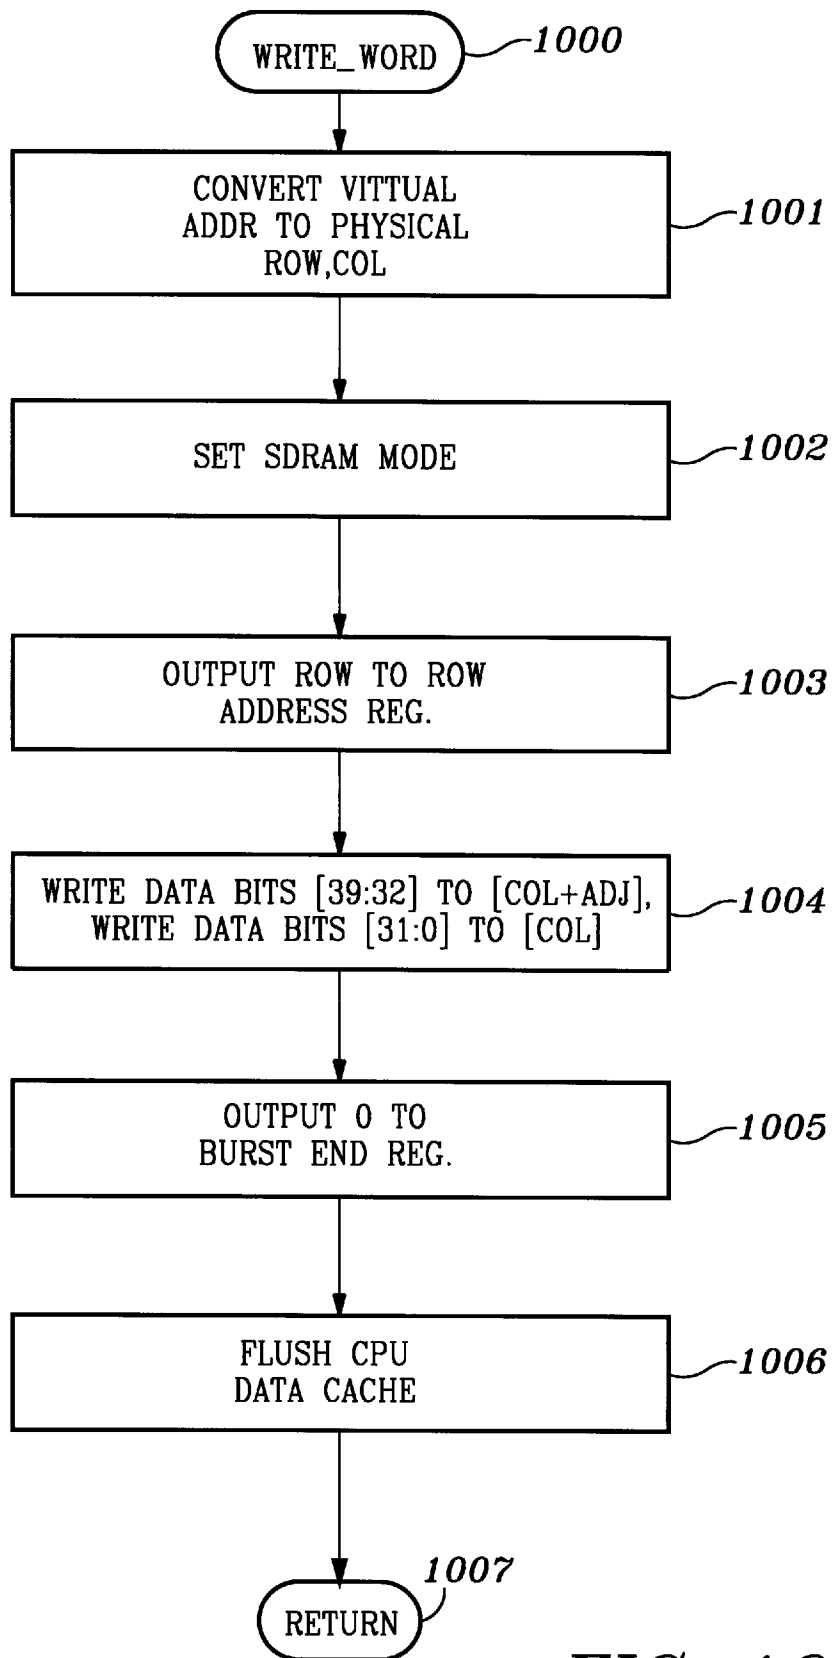 WRITE_WORD
1000
CONVERT VITTUAL
ADDR TO PHYSICAL
ROW,COL
1001
SET SDRAM MODE
1002
OUTPUT ROW TO ROW
ADDRESS REG.
1003
WRITE DATA BITS [39:32] TO [COL+ADJ],
WRITE DATA BITS [31:0] TO [COL]
1004
OUTPUT 0 TO
BURST END REG.
1005
FLUSH CPU
DATA CACHE
1006
1007
RETURN